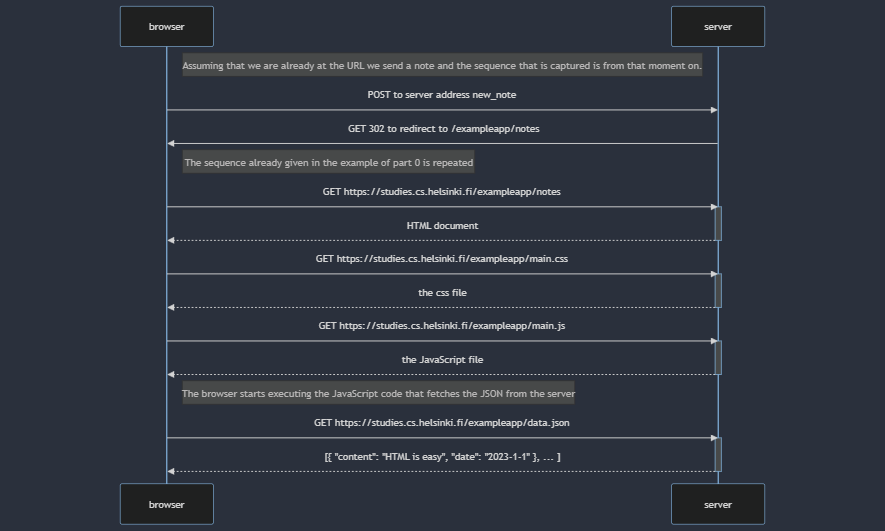 browser server
Assuming that we are already at the URL we send a note and the sequence that is captured is from that moment on.
POST to server address new_note
GET 302 to redirect to /exampleapp/notes
The sequence already given in the example of part 0 is repeated
GET https://studies.cs.helsinki.fi/exampleapp/notes
HTML document
GET https://studies.cs.helsinki.fi/exampleapp/main.css
the css file
GET https://studies.cs.helsinki.fi/exampleapp/main.js
the JavaScript file
The browser starts executing the JavaScript code that fetches the JSON from the server
GET https://studies.cs.helsinki.fi/exampleapp/data.json
[{ "content": "HTML is easy", "date": "2023-1-1" }, ... ]
browser server